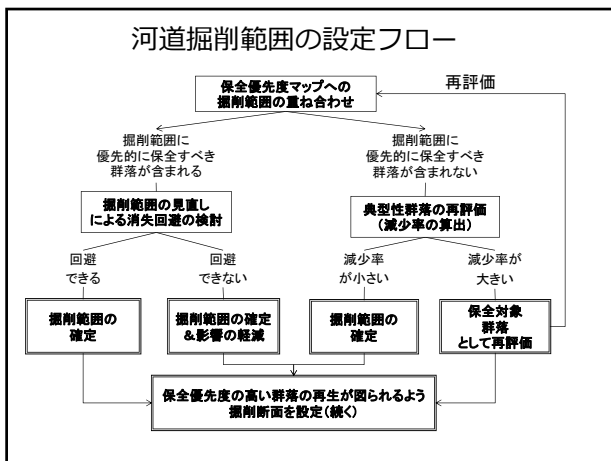 河道掘削範囲の設定フロー
保全優先度マップへの
掘削範囲の重ね合わせ
再評価
掘削範囲に
優先的に保全すべき
群落が含まれる
掘削範囲に
優先的に保全すべき
群落が含まれない
掘削範囲の見直し
による消失回避の検討
典型性群落の再評価
(減少率の算出)
回避
できる
回避
できない
減少率
が小さい
減少率が
大きい
掘削範囲の
確定
掘削範囲の確定
&影響の軽減
掘削範囲の
確定
保全対象
群落
として再評価
保全優先度の高い群落の再生が図られるよう
掘削断面を設定(続く)